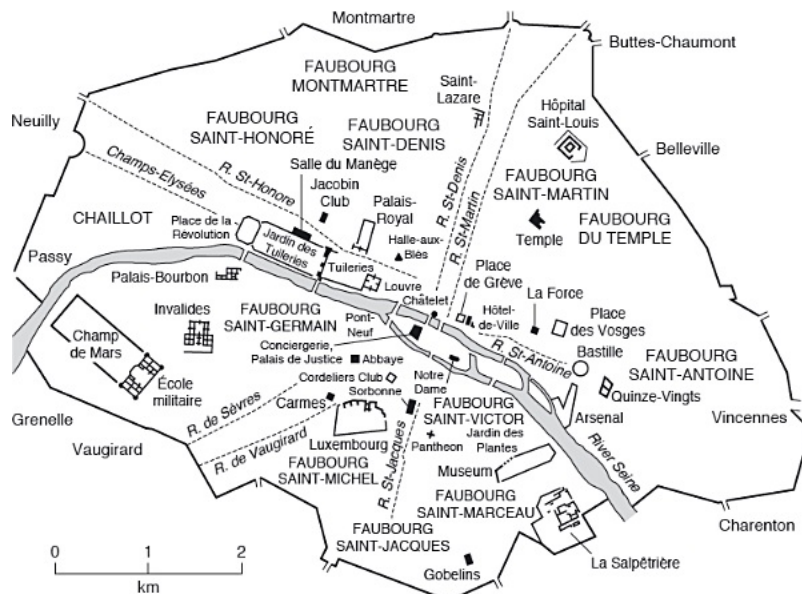 Montmartre
Buttes-Chaumont
FAUBOURG
MONTMARTRE
Saint-
Lazare
Neuilly
FAUBOURG
SAINT-HONORÉ
FAUBOURG
SAINT-DENIS
Hôpital
Saint-Louis
Belleville
Champs-Elysées
R. St-Honore
Salle du Manège
Jacobin
Club
Palais-
Royal
R. St-Denis
R. St-Martin
FAUBOURG
SAINT-MARTIN
CHAILLOT
Place de la
Révolution
Jardin des
Tuileries
Halle-aux-
Blés
Temple
FAUBOURG
DU TEMPLE
Passy
Tuileries
Palais-Bourbon
Louvre
Châtelet
Place
de Grève
La Force
Invalides
FAUBOURG
SAINT-GERMAIN
Pont-
Neuf
Hôtel-
de-Ville
Place
des Vosges
Champ
de Mars
Conciergerie,
Palais de Justice
Abbaye
R. St-Antoine
Bastille
FAUBOURG
SAINT-ANTOINE
École
militaire
Cordeliers Club
Sorbonne
Notre
Dame
Quinze-Vingts
Grenelle
R. de Sèvres
Carmes
FAUBOURG
SAINT-VICTOR
Arsenal
Vincennes
Vaugirard
R. de Vaugirard
Luxembourg
Pantheon
Jardin des
Plantes
River Seine
FAUBOURG
SAINT-MICHEL
R. St-Jacques
Museum
FAUBOURG
SAINT-MARCEAU
Charenton
FAUBOURG
SAINT-JACQUES
La Salpêtrière
Gobelins
0 1 2
km